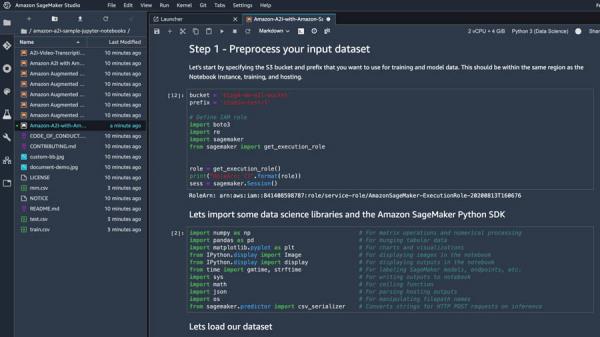 Amazon SageMaker Studio
File Edit View Run Kernel Git Tabs Settings Help
Launcher
Amazon-A2I-with-Amazon-Sa
Markdown
2 vCPU + 4 GiB
Python 3 (Data Science)
/ amazon-a2i-sample-jupyter-notebooks /
Name
Last Modified
A2I-Video-Transcripti... 10 minutes ago
Amazon A2I with Am... 10 minutes ago
Amazon Augmented ... 10 minutes ago
Amazon Augmented ... 10 minutes ago
Amazon Augmented ... 10 minutes ago
Amazon Augmented ... 10 minutes ago
Amazon-A2I-with-Am... a minute ago
CODE_OF_CONDUCT.... 10 minutes ago
CONTRIBUTING.md 10 minutes ago
custom-bb.jpg 10 minutes ago
document-demo.jpg 10 minutes ago
LICENSE 10 minutes ago
mm.csv 10 minutes ago
NOTICE 10 minutes ago
README.md 10 minutes ago
test.csv 10 minutes ago
train.csv 10 minutes ago
Step 1 - Preprocess your input dataset
Let's start by specifying the S3 bucket and prefix that you want to use for training and model data. This should be within the same region as the
Notebook Instance, training, and hosting.
[12]:
bucket =
prefix =
# Define IAM role
import boto3
import re
import sagemaker
from sagemaker import get_execution_role
role = get_execution_role()
print("RoleArn: {}".format(role))
sess = sagemaker.Session()
RoleArn: arn:aws:iam::841408598787:role/service-role/AmazonSageMaker-ExecutionRole-20200813T160676
Lets import some data science libraries and the Amazon SageMaker Python SDK
[2]:
import numpy as np # For matrix operations and numerical processing
import pandas as pd # For munging tabular data
import matplotlib.pyplot as plt # For charts and visualizations
from IPython.display import Image # For displaying images in the notebook
from IPython.display import display # For displaying outputs in the notebook
from time import gmtime, strftime # For labeling SageMaker models, endpoints, etc.
import sys # For writing outputs to notebook
import math # For ceiling function
import json # For parsing hosting outputs
import os # For manipulating filepath names
from sagemaker.predictor import csv_serializer # Converts strings for HTTP POST requests on inference
Lets load our dataset